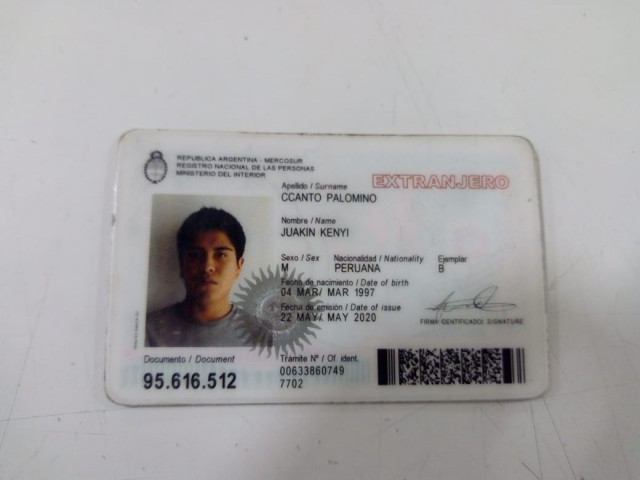 REPUBLICA ARGENTINA - MERCOSUR
REGISTRO NACIONAL DE LAS PERSONAS
MINISTERIO DEL INTERIOR
EXTRANJERO
Apellido / Surname
CCANTO PALOMINO
Nombre / Name
JUAKIN KENYI
Sexo / Sex Nacionalidad / Nationality Ejemplar
M PERUANA B
Fecha de nacimiento / Date of birth
04 MAR/ MAR 1997
Fecha de emisión / Date of issue
22 MAY/ MAY 2020
FIRMA IDENTIFICADO/ SIGNATURE
Documento / Document
95.616.512
Tramite Nº / Of. ident.
00633860749
7702